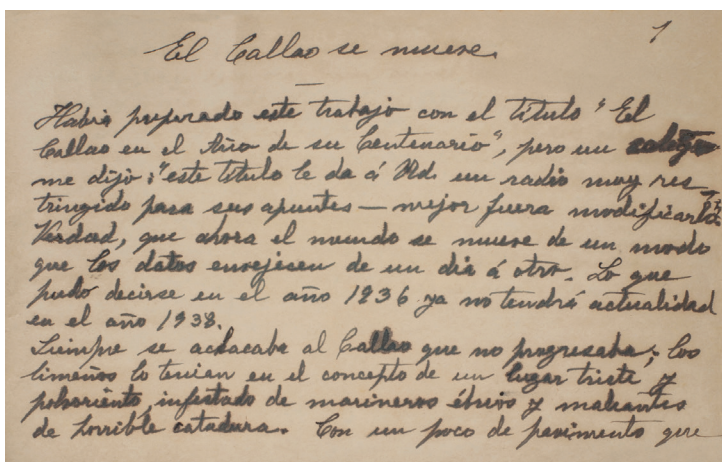 1
El Callao se mueve.
Había preparado este trabajo con el título "El
Callao en el Año de su Centenario", pero un
me dijo: "este título le da á Ud. un radio muy res-
tringido para sus apuntes — mejor fuera modificarlo
Verdad, que ahora el mundo se mueve de un modo
que los datos envejecen de un dia á otro. Lo que
pudo decirse en el año 1936 ya no tendrá actualidad
en el año 1938.
Siempre se achacaba al Callao que no progresaba; los
limeños lo tenian en el concepto de un lugar triste y
polvoriento, infestado de marineros ébrios y maleantes
de horrible catadura. Con un poco de pavimento que